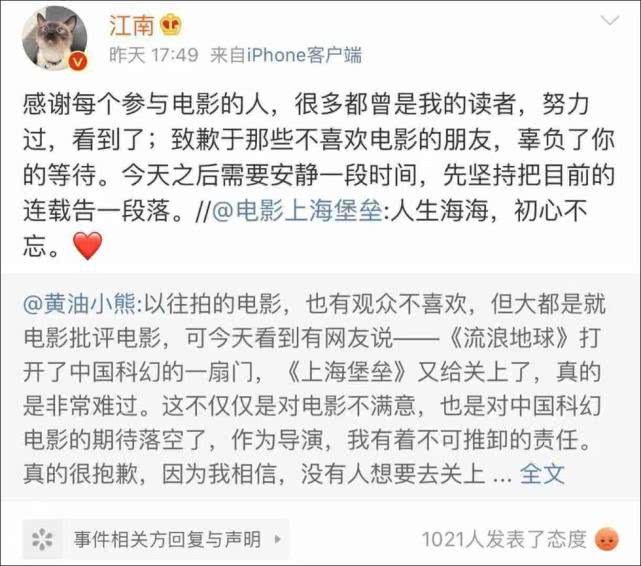 江南
昨天 17:49 来自iPhone客户端
感谢每个参与电影的人，很多都曾是我的读者，努力
过，看到了；致歉于那些不喜欢电影的朋友，辜负了你
的等待。今天之后需要安静一段时间，先坚持把目前的
连载告一段落。//@电影上海堡垒:人生海海，初心不
忘。❤️
@黄油小熊:以往拍的电影，也有观众不喜欢，但大都是就
电影批评电影，可今天看到有网友说——《流浪地球》打
开了中国科幻的一扇门，《上海堡垒》又给关上了，真的
是非常难过。这不仅仅是对电影不满意，也是对中国科幻
电影的期待落空了，作为导演，我有着不可推卸的责任。
真的很抱歉，因为我相信，没有人想要去关上 ... 全文
事件相关方回复与声明
1021人发表了态度